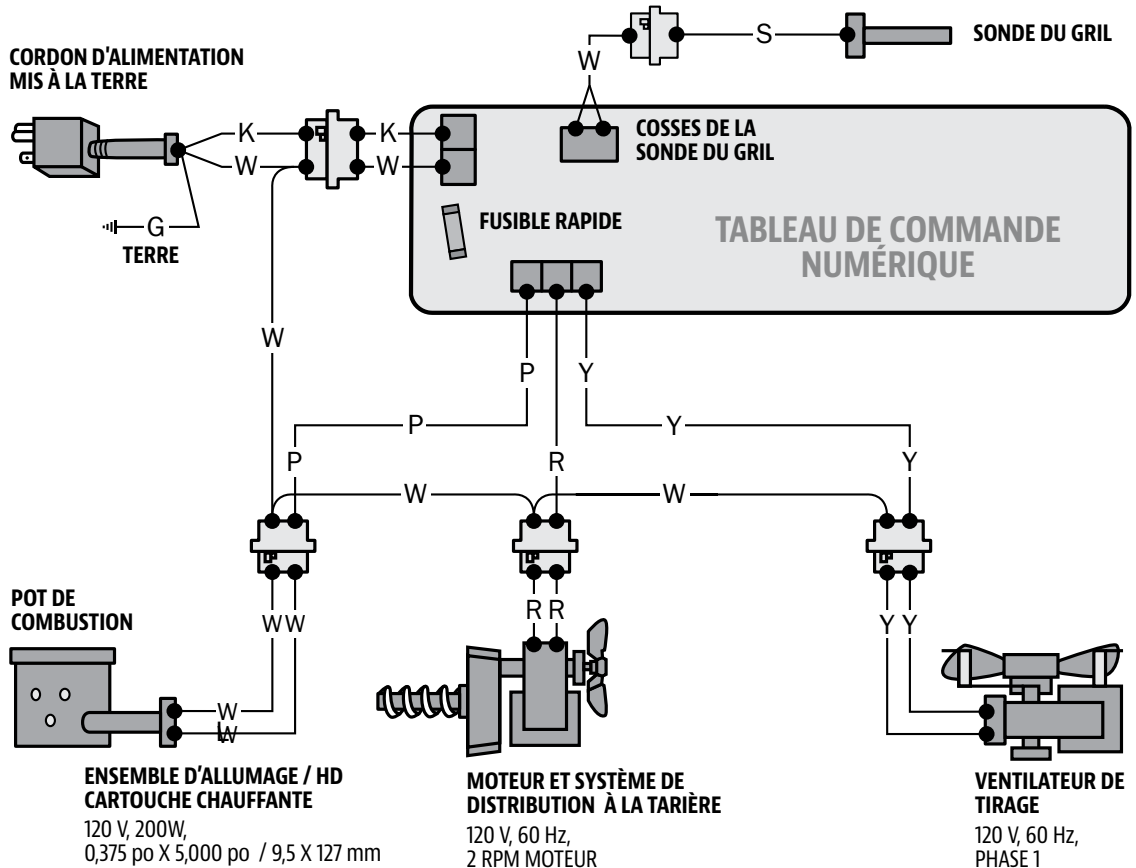 CORDON D'ALIMENTATION
MIS À LA TERRE
SONDE DU GRIL
S
W
COSSES DE LA
SONDE DU GRIL
K
K
W
W
G
TERRE
FUSIBLE RAPIDE
TABLEAU DE COMMANDE
NUMÉRIQUE
W
P
Y
P
Y
P
R
Y
W
W
POT DE
COMBUSTION
W W
R R
Y Y
W
W
ENSEMBLE D'ALLUMAGE / HD
CARTOUCHE CHAUFFANTE
120 V, 200W,
0,375 po X 5,000 po / 9,5 X 127 mm
MOTEUR ET SYSTÈME DE
DISTRIBUTION À LA TARIÈRE
120 V, 60 Hz,
2 RPM MOTEUR
VENTILATEUR DE
TIRAGE
120 V, 60 Hz,
PHASE 1